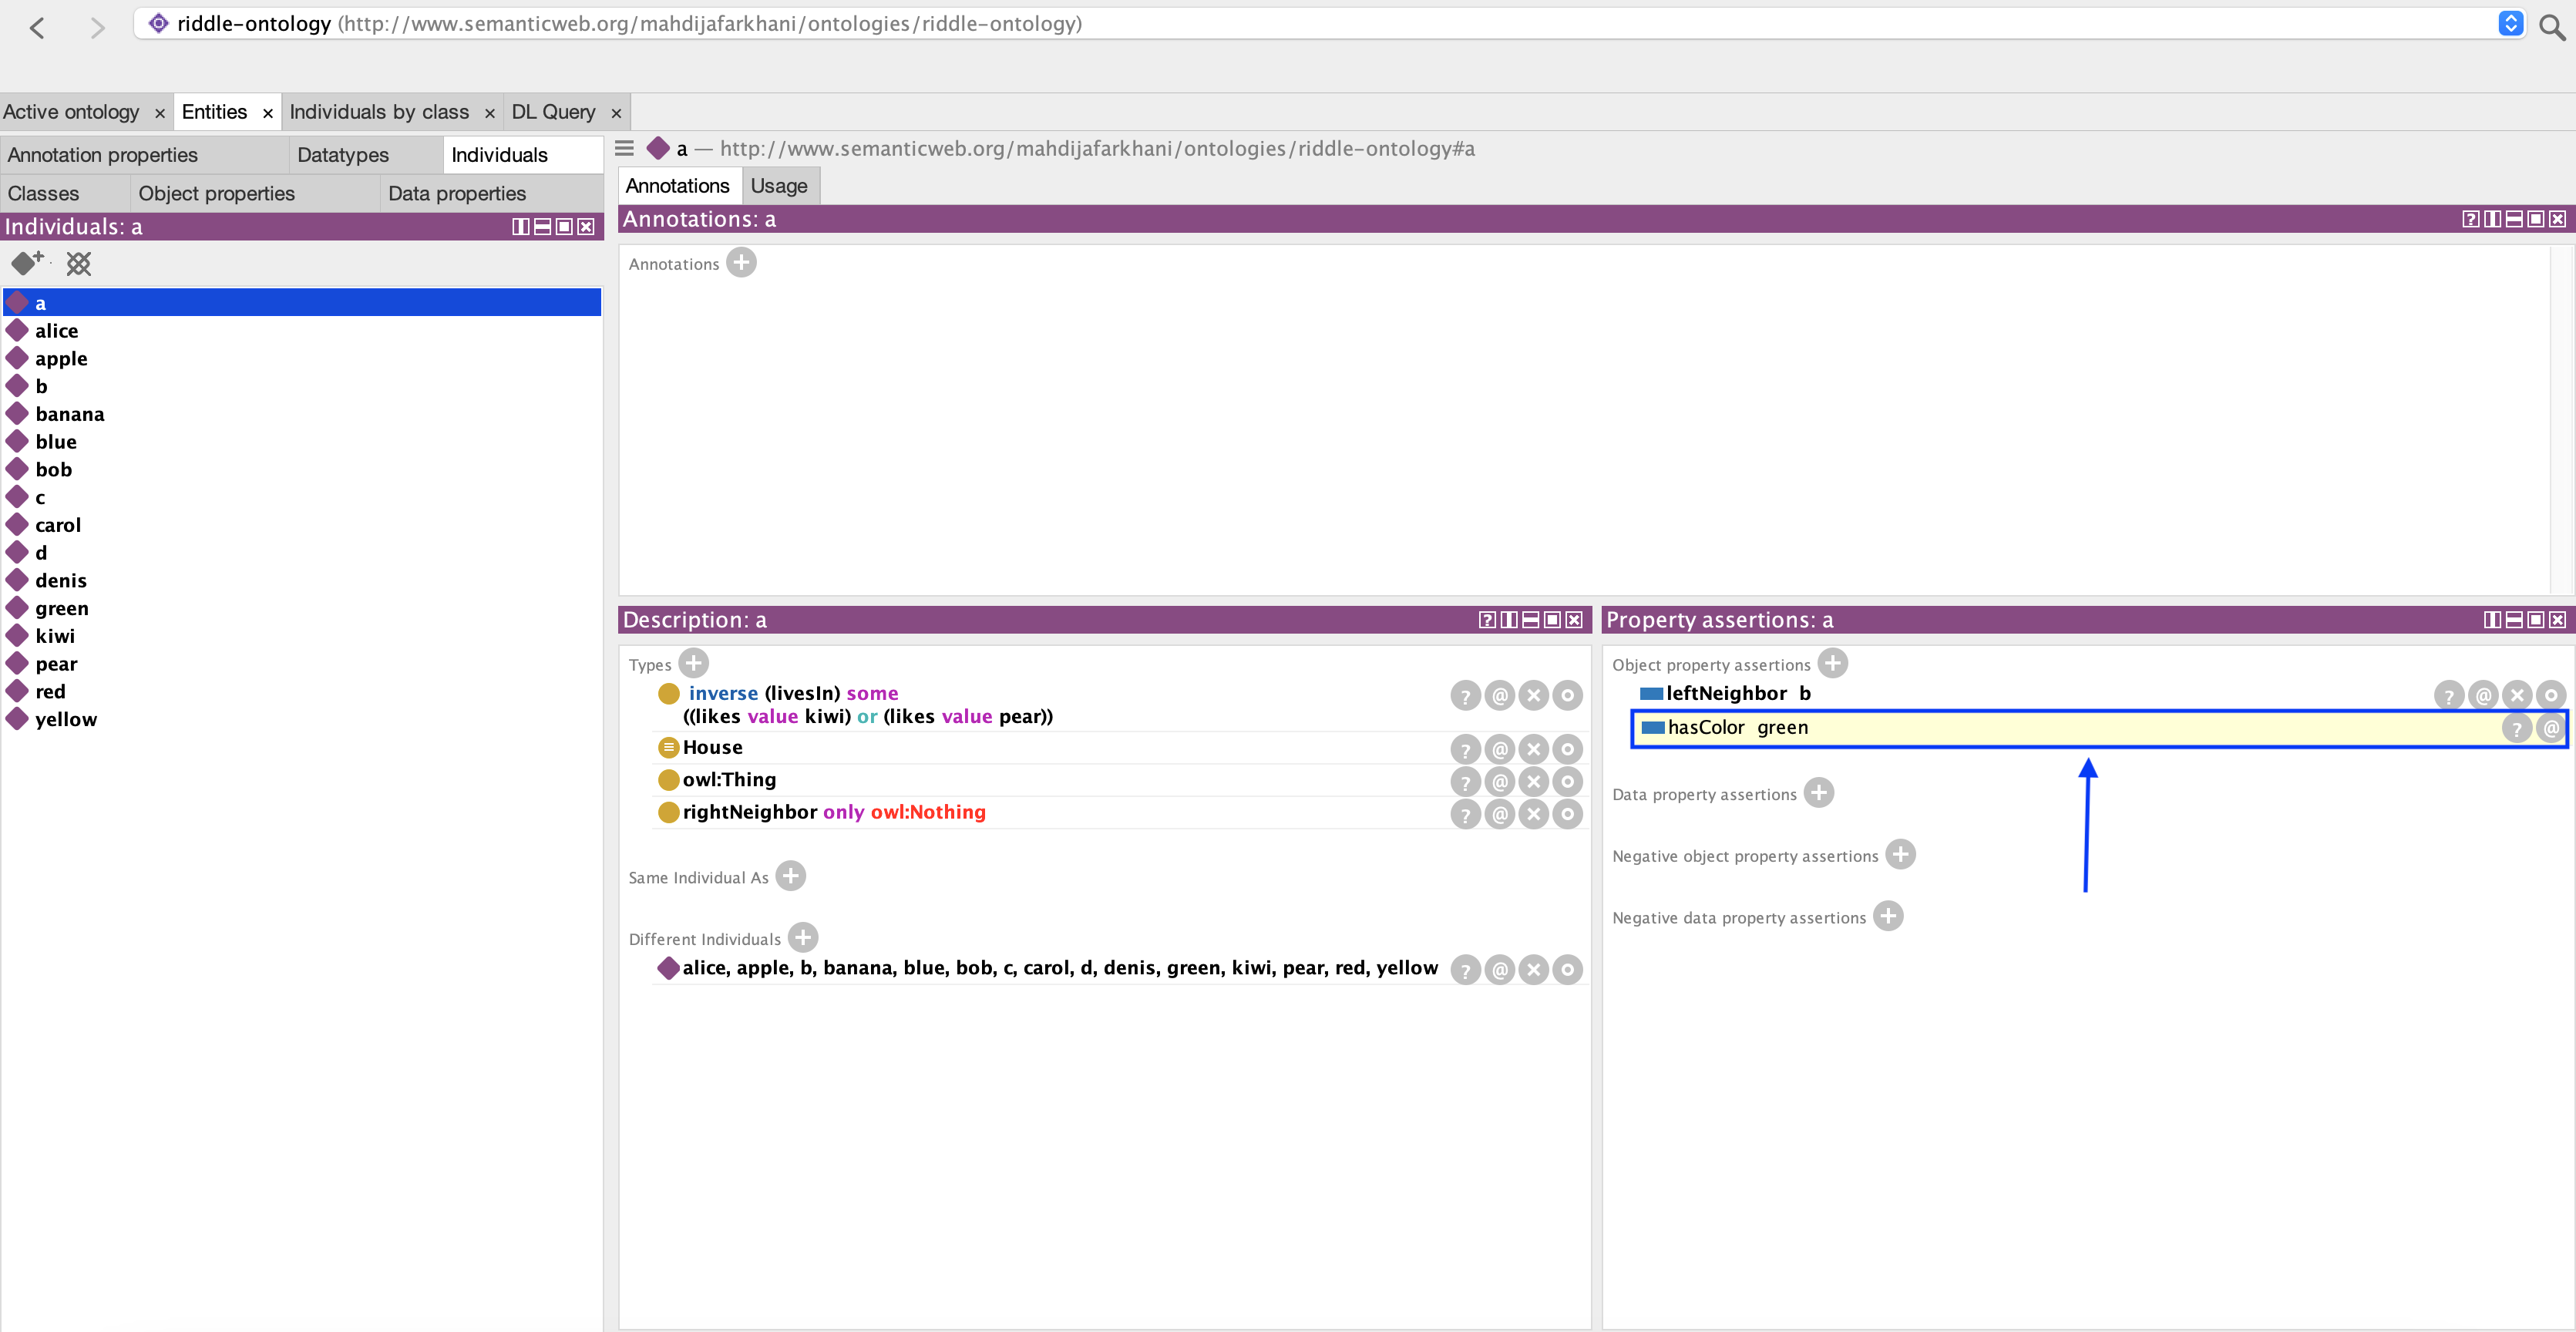 riddle-ontology (http://www.semanticweb.org/mahdijafarkhani/ontologies/riddle-ontology)
Active ontology × Entities × Individuals by class × DL Query ×
Annotation properties Datatypes Individuals
Classes Object properties Data properties
Individuals: a
a
alice
apple
b
banana
blue
bob
c
carol
d
denis
green
kiwi
pear
red
yellow
a — http://www.semanticweb.org/mahdijafarkhani/ontologies/riddle-ontology#a
Annotations Usage
Annotations: a
Annotations
Description: a
Types
inverse (livesIn) some
((likes value kiwi) or (likes value pear))
House
owl:Thing
rightNeighbor only owl:Nothing
Same Individual As
Different Individuals
alice, apple, b, banana, blue, bob, c, carol, d, denis, green, kiwi, pear, red, yellow
Property assertions: a
Object property assertions
leftNeighbor b
hasColor green
Data property assertions
Negative object property assertions
Negative data property assertions